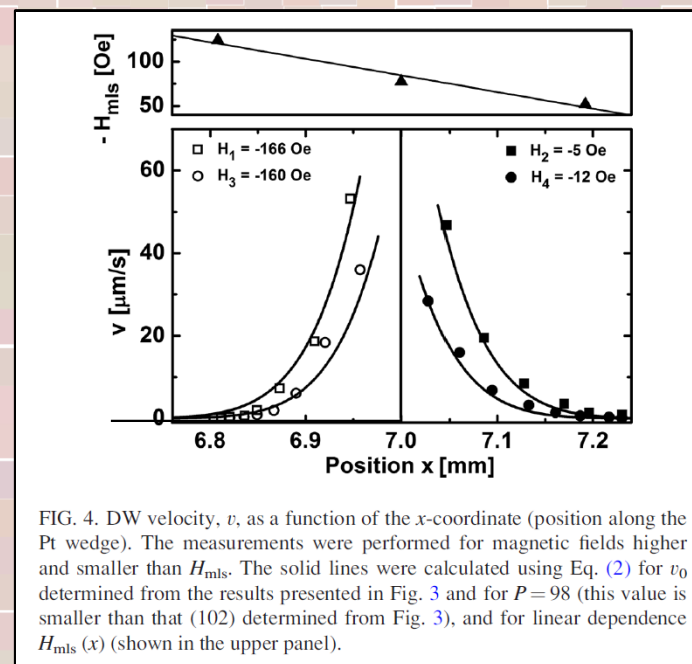 - H_mls [Oe]
100
50
H₁ = -166 Oe
H₃ = -160 Oe
H₂ = -5 Oe
H₄ = -12 Oe
v [μm/s]
60
40
20
0
6.8 6.9 7.0 7.1 7.2
Position x [mm]
FIG. 4. DW velocity, v, as a function of the x-coordinate (position along the
Pt wedge). The measurements were performed for magnetic fields higher
and smaller than H_mls. The solid lines were calculated using Eq. (2) for v₀
determined from the results presented in Fig. 3 and for P = 98 (this value is
smaller than that (102) determined from Fig. 3), and for linear dependence
H_mls (x) (shown in the upper panel).